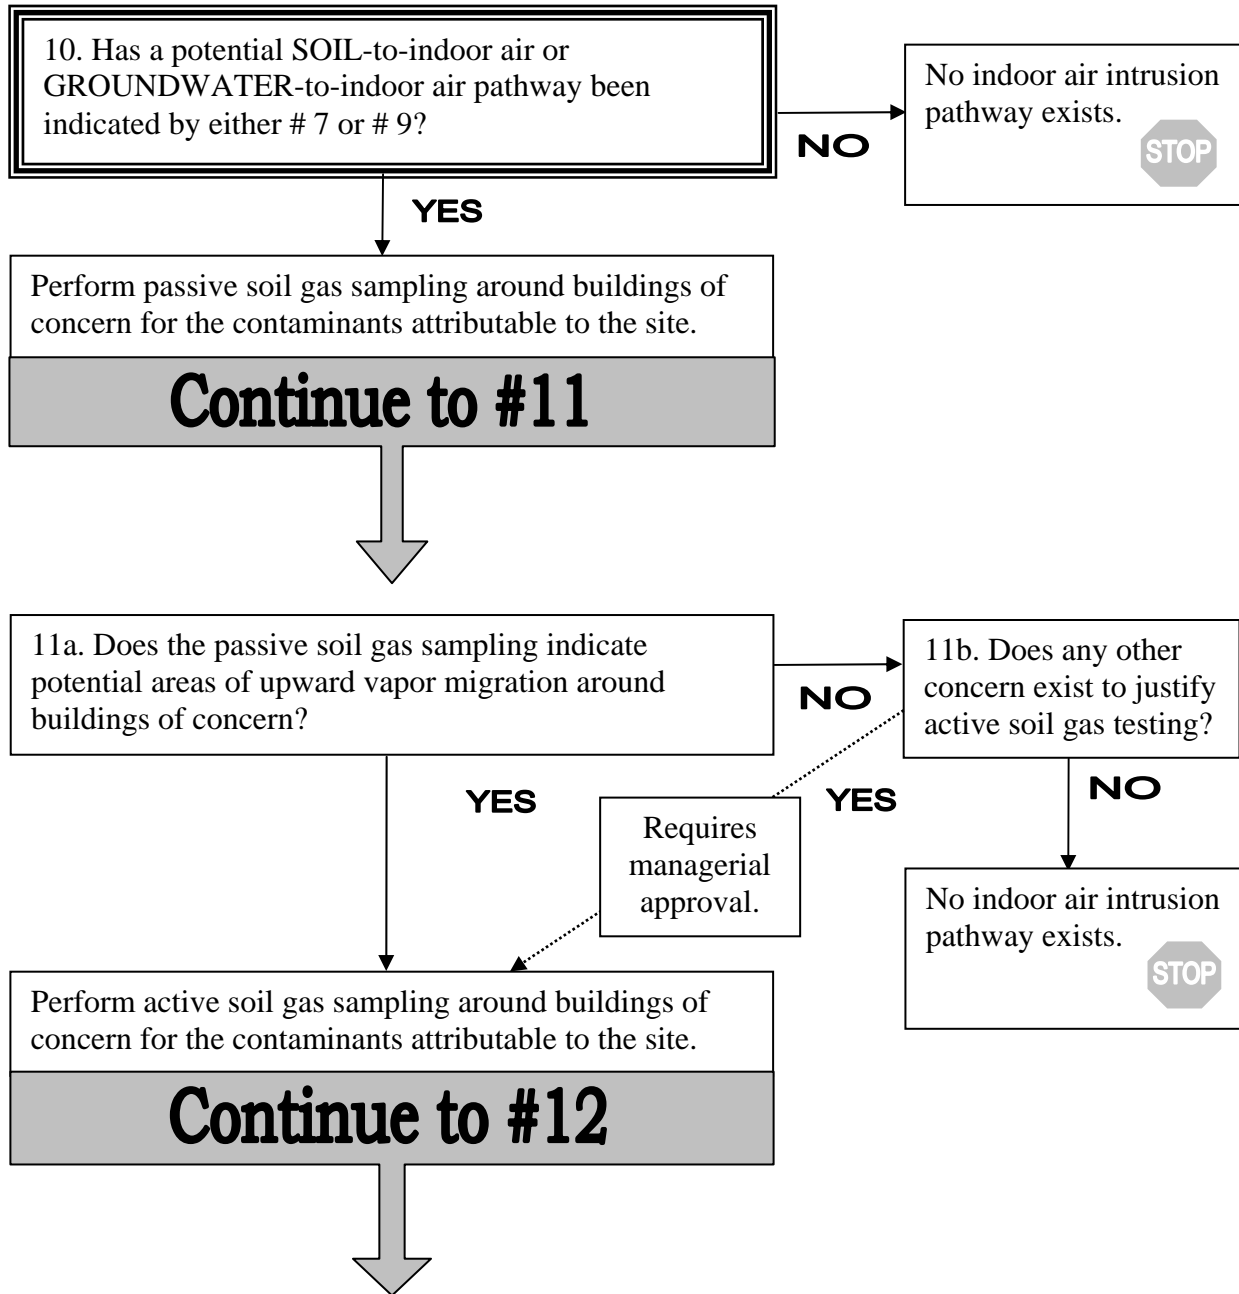 10. Has a potential SOIL-to-indoor air or
GROUNDWATER-to-indoor air pathway been
indicated by either # 7 or # 9?
NO
No indoor air intrusion
pathway exists.
STOP
YES
Perform passive soil gas sampling around buildings of
concern for the contaminants attributable to the site.
Continue to #11
11a. Does the passive soil gas sampling indicate
potential areas of upward vapor migration around
buildings of concern?
NO
11b. Does any other
concern exist to justify
active soil gas testing?
YES
Requires
managerial
approval.
YES
NO
No indoor air intrusion
pathway exists.
STOP
Perform active soil gas sampling around buildings of
concern for the contaminants attributable to the site.
Continue to #12